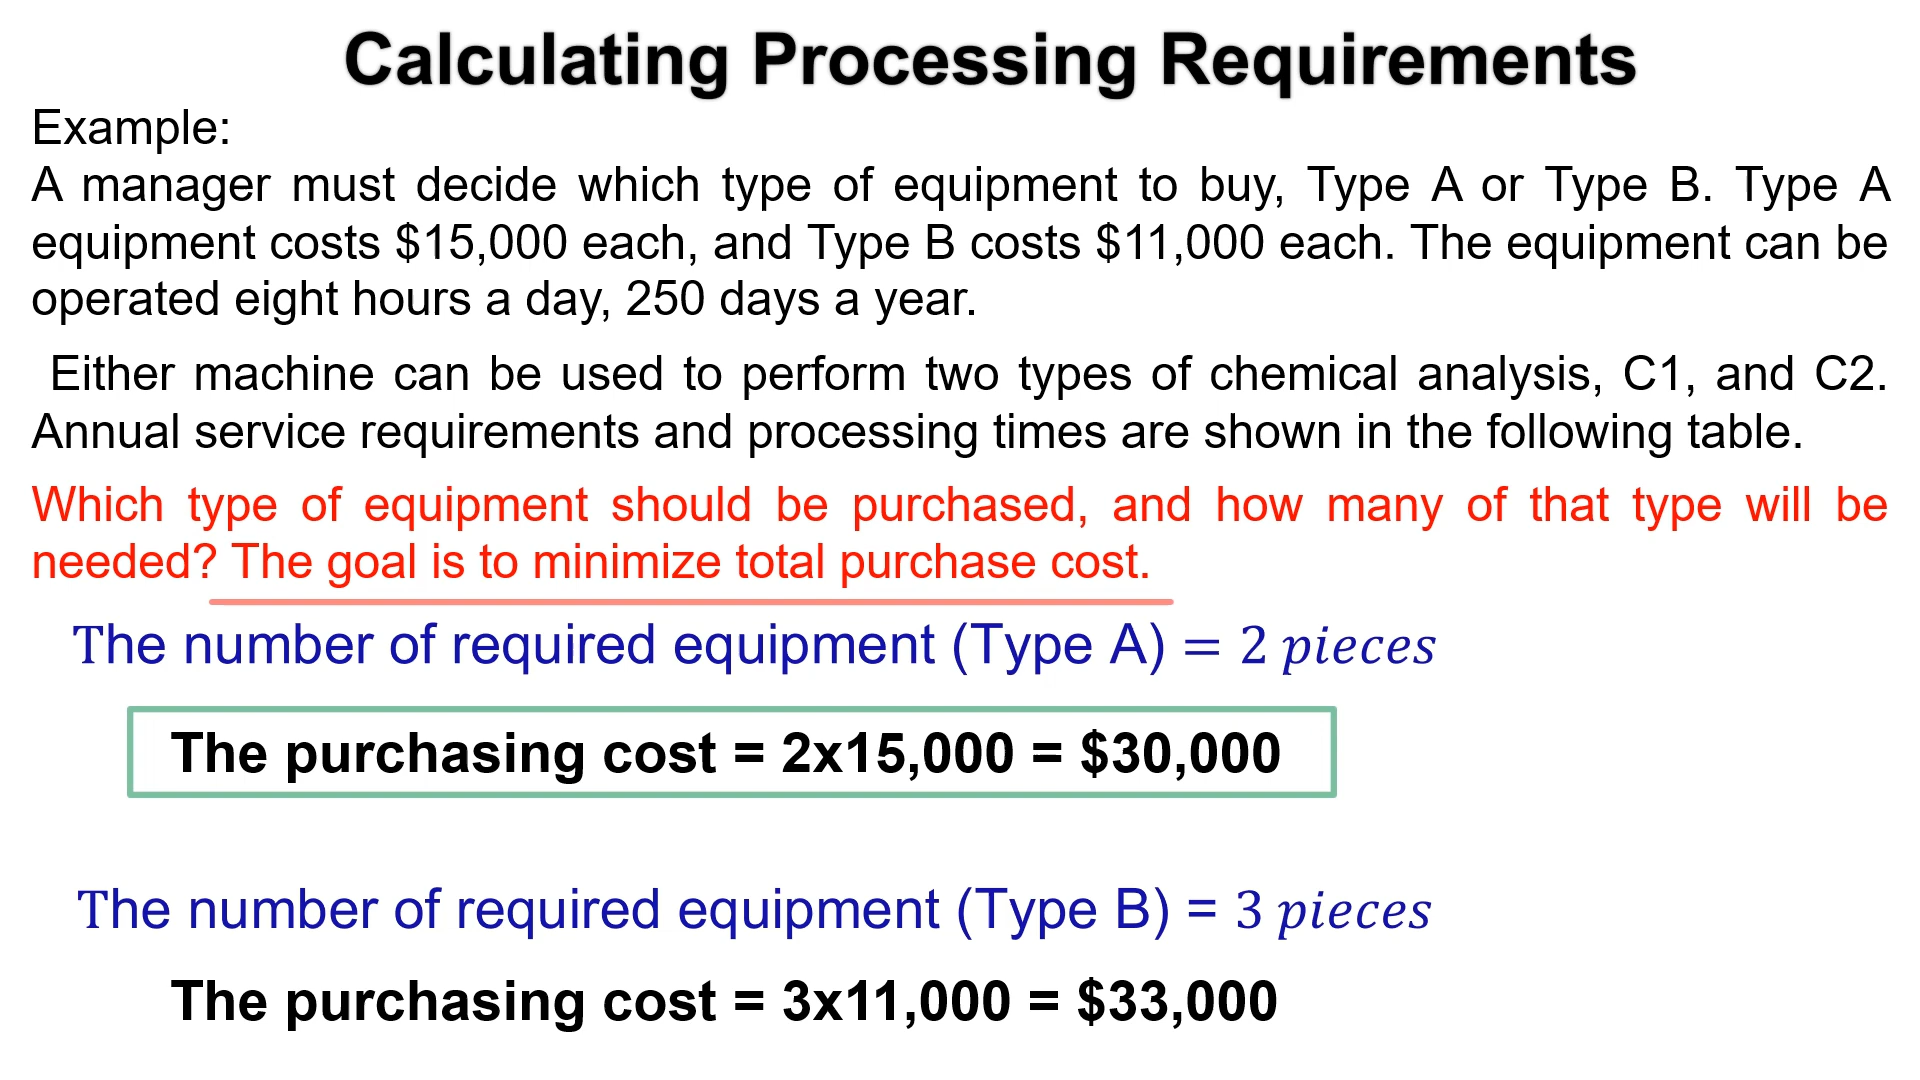 Calculating Processing Requirements
Example:
A manager must decide which type of equipment to buy, Type A or Type B. Type A
equipment costs $15,000 each, and Type B costs $11,000 each. The equipment can be
operated eight hours a day, 250 days a year.
Either machine can be used to perform two types of chemical analysis, C1, and C2.
Annual service requirements and processing times are shown in the following table.
Which type of equipment should be purchased, and how many of that type will be
needed? The goal is to minimize total purchase cost.
The number of required equipment (Type A) = 2 pieces
The purchasing cost = 2x15,000 = $30,000
The number of required equipment (Type B) = 3 pieces
The purchasing cost = 3x11,000 = $33,000